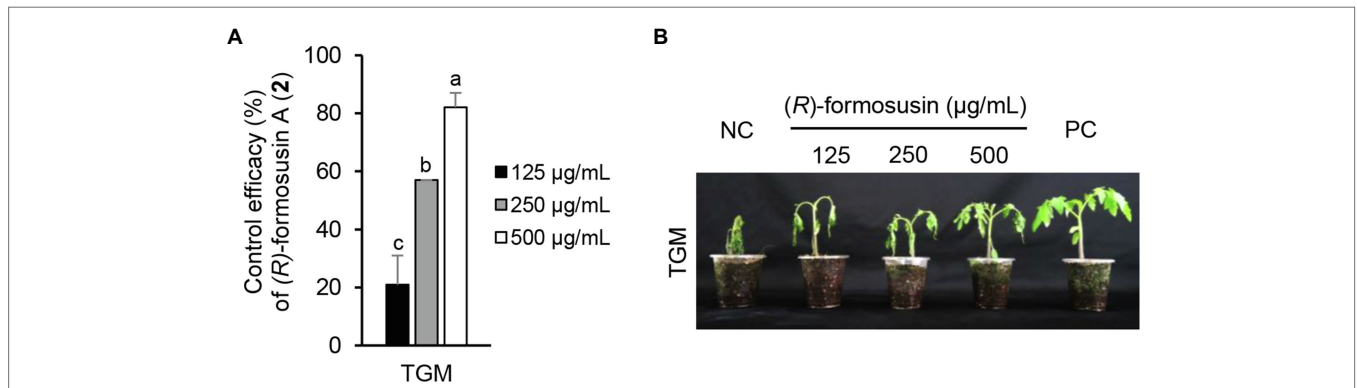 A
Control efficacy (%)
of (R)-formosusin A (2)
100
80
60
40
20
0
c
b
a
TGM
125 µg/mL
250 µg/mL
500 µg/mL
B
(R)-formosusin (µg/mL)
NC
PC
125 250 500
TGM